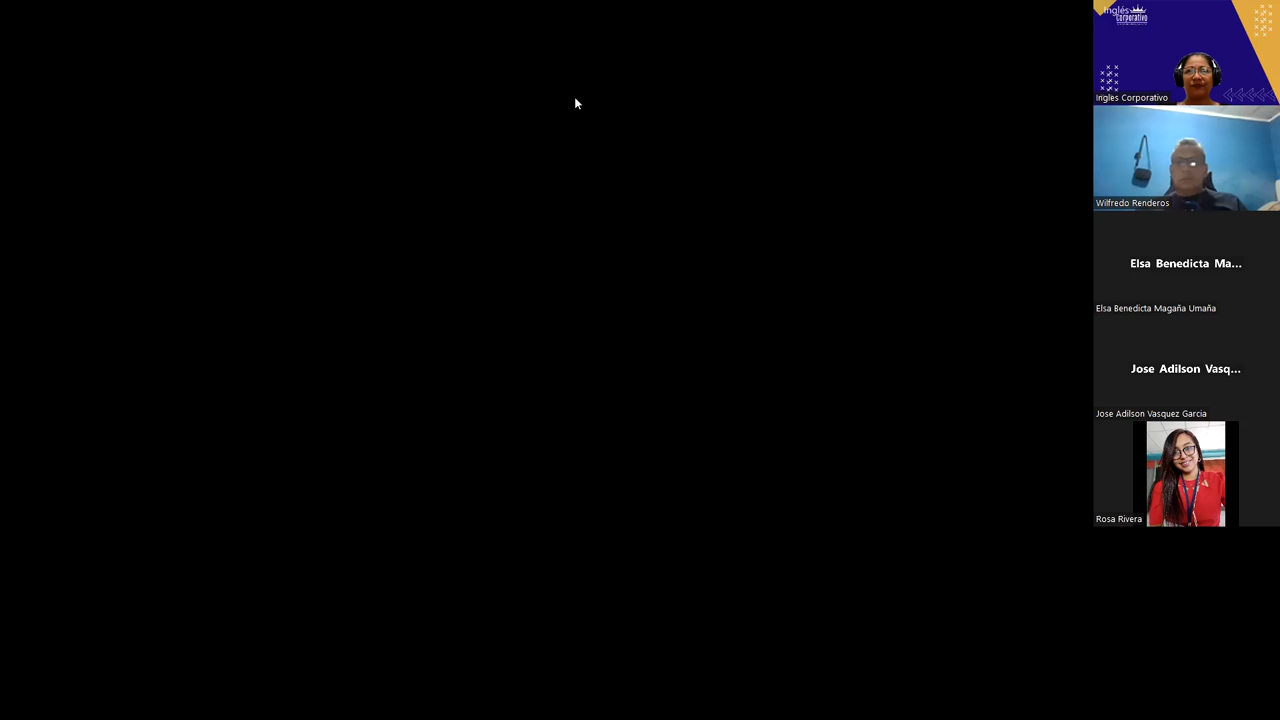 Inglés
Corporativo
Ingles Corporativo
Wilfredo Renderos
Elsa Benedicta Ma...
Elsa Benedicta Magaña Umaña
Jose Adilson Vasq...
Jose Adilson Vasquez Garcia
Rosa Rivera